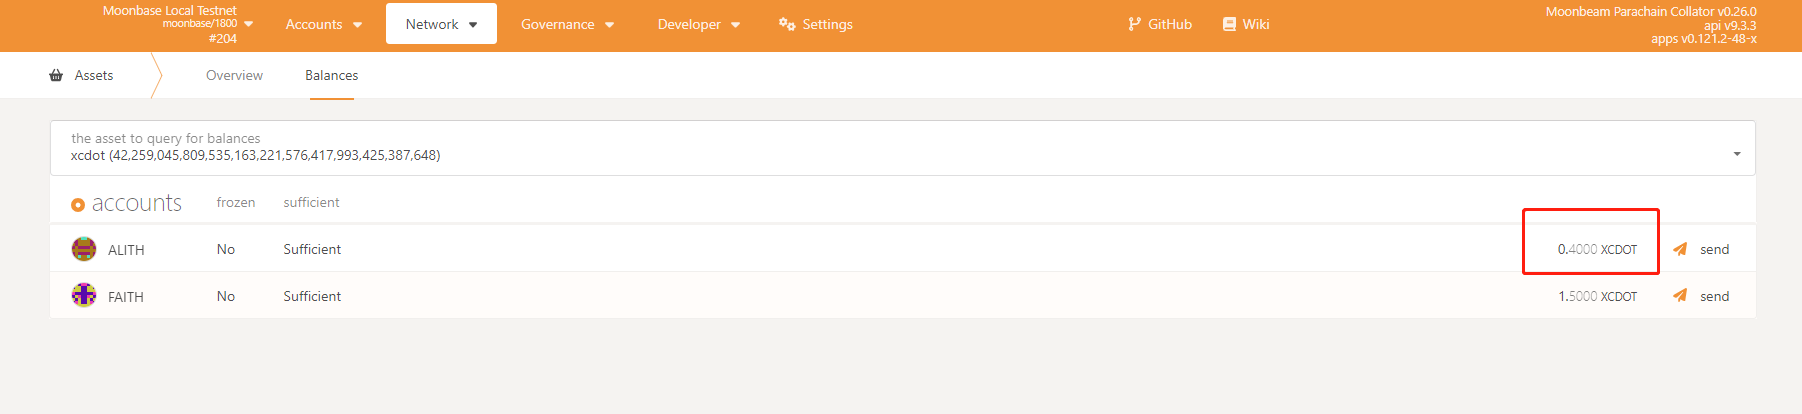 Moonbase Local Testnet
moonbase/1800
#204
Accounts
Network
Governance
Developer
Settings
GitHub
Wiki
Moonbeam Parachain Collator v0.26.0
api v9.3.3
apps v0.121.2-48-x
Assets
Overview
Balances
the asset to query for balances
xcdot (42,259,045,809,535,163,221,576,417,993,425,387,648)
accounts frozen sufficient
ALITH No Sufficient 0.4000 XCDOT send
FAITH No Sufficient 1.5000 XCDOT send